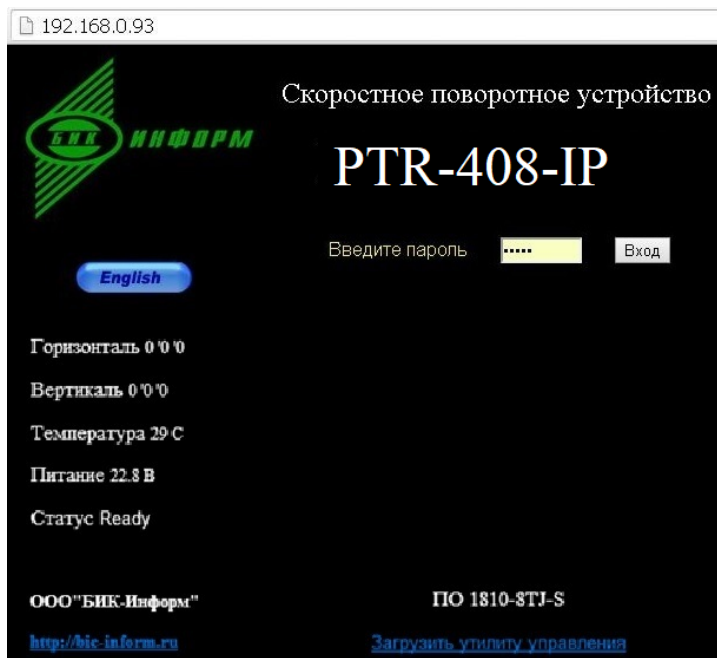 192.168.0.93
Скоростное поворотное устройство
БИК ИНФОРМ
PTR-408-IP
Введите пароль ••••• Вход
English
Горизонталь 0'0'0
Вертикаль 0'0'0
Температура 29 C
Питание 22.8 В
Статус Ready
ООО"БИК-Информ" ПО 1810-8TJ-S
http://bic-inform.ru Загрузить утилиту управления